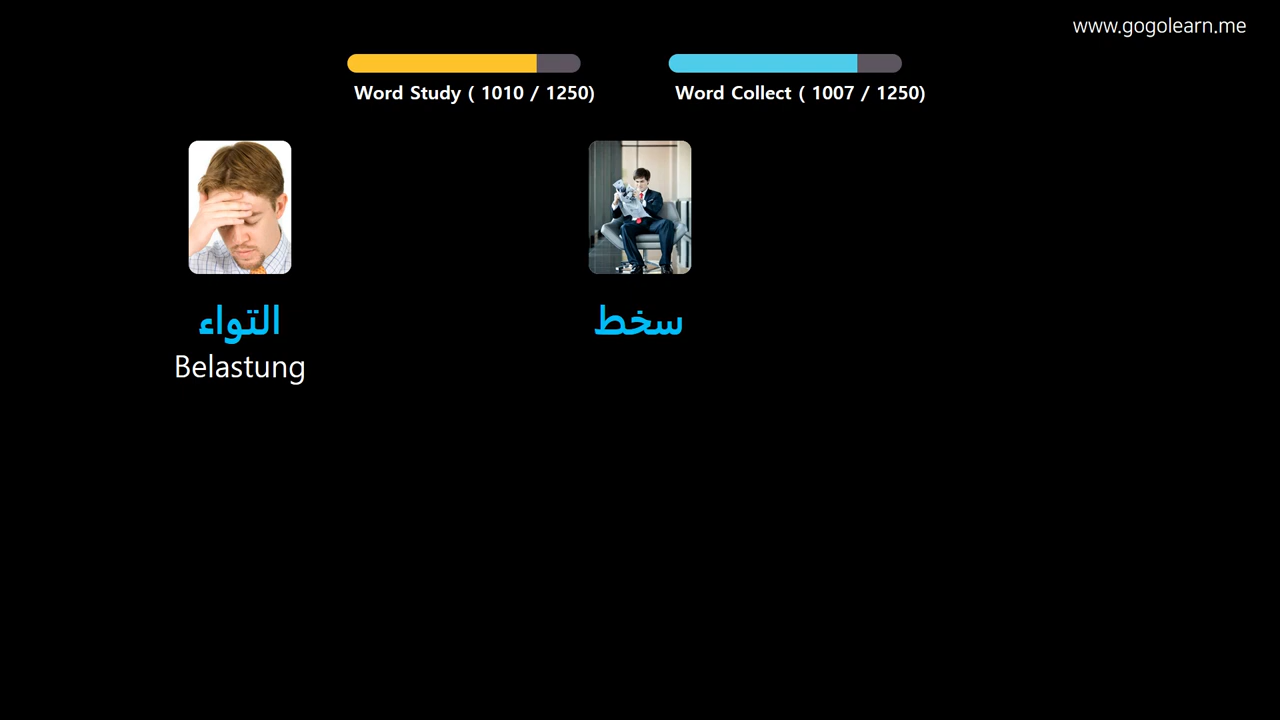 www.gogolearn.me
Word Study ( 1010 / 1250)
Word Collect ( 1007 / 1250)
التواء
Belastung
سخط